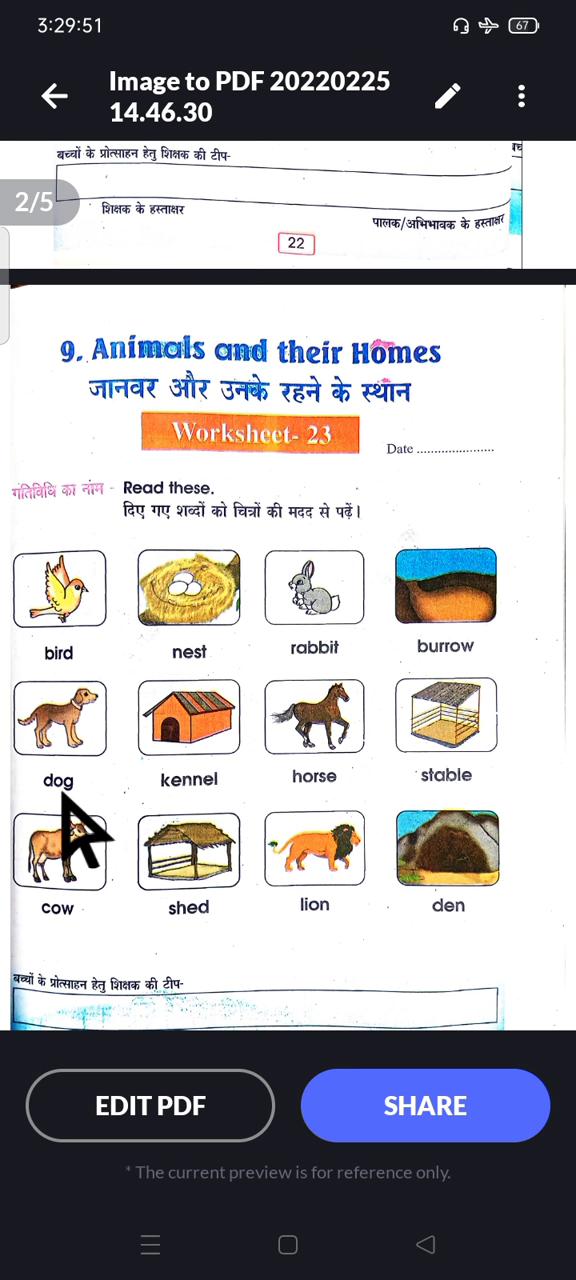 3:29:51
67
Image to PDF 20220225
14.46.30
बच्चों के प्रोत्साहन हेतु शिक्षक की टीप-
2/5
शिक्षक के हस्ताक्षर
पालक/अभिभावक के हस्ताक्षर
22
9. Animals and their Homes
जानवर और उनके रहने के स्थान
Worksheet- 23
Date ......................
गतिविधि का नाम - Read these.
दिए गए शब्दों को चित्रों की मदद से पढ़ें।
bird nest rabbit burrow
dog kennel horse stable
cow shed lion den
बच्चों के प्रोत्साहन हेतु शिक्षक की टीप-
EDIT PDF
SHARE
* The current preview is for reference only.